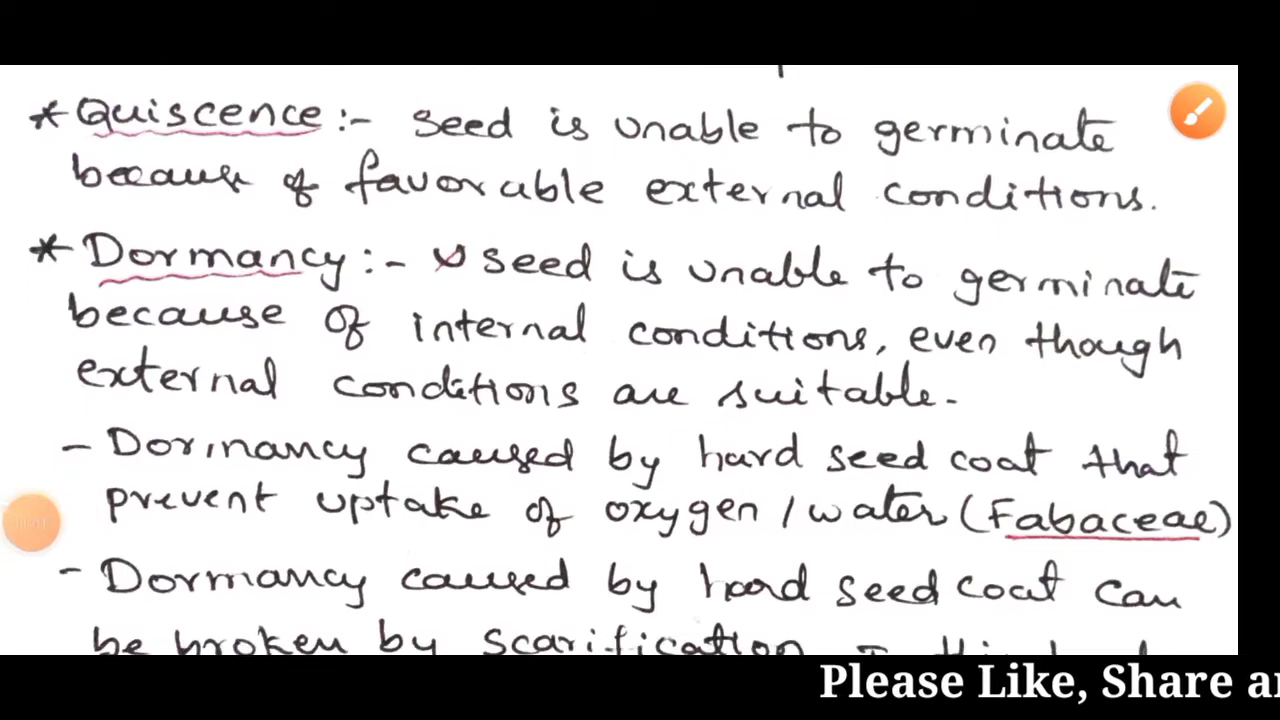 * Quiscence :- seed is unable to germinate
because of favorable external conditions.
* Dormancy :- seed is unable to germinate
because of internal conditions, even though
external conditions are suitable.
- Dormancy caused by hard seed coat that
prevent uptake of oxygen / water (Fabaceae)
- Dormancy caused by hard seed coat can
be broken by scarification
Please Like, Share